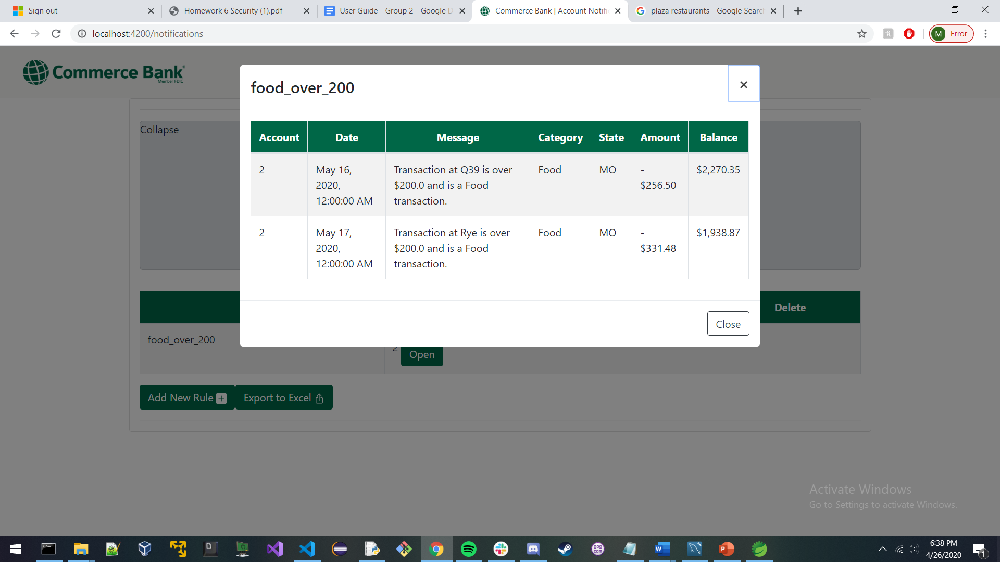 Sign out
Homework 6 Security (1).pdf
User Guide - Group 2 - Google D
Commerce Bank | Account Notifi
plaza restaurants - Google Search
localhost:4200/notifications
M Error
Commerce Bank
Member FDIC
food_over_200
×
Collapse
Account Date Message Category State Amount Balance
2 May 16, Transaction at Q39 is over Food MO - $2,270.35
2020, $200.0 and is a Food $256.50
12:00:00 AM transaction.
2 May 17, Transaction at Rye is over Food MO - $1,938.87
2020, $200.0 and is a Food $331.48
12:00:00 AM transaction.
Delete
Close
food_over_200
2 Open
Add New Rule +
Export to Excel
Activate Windows
Go to Settings to activate Windows.
6:38 PM
4/26/2020
1